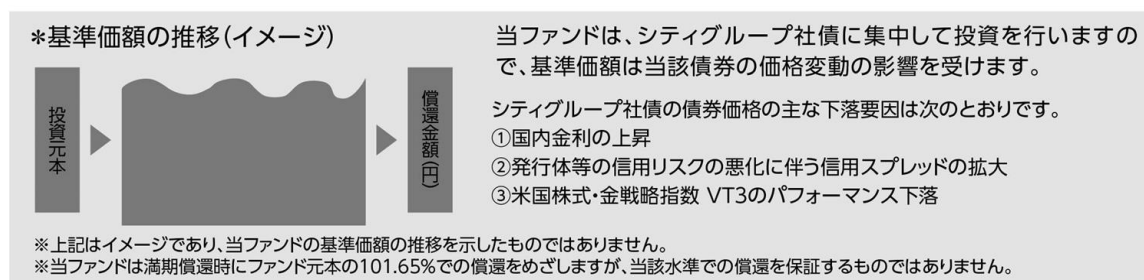 *基準価額の推移(イメージ)
投資元本
償還金額(円)
当ファンドは、シティグループ社債に集中して投資を行いますの
で、基準価額は当該債券の価格変動の影響を受けます。
シティグループ社債の債券価格の主な下落要因は次のとおりです。
①国内金利の上昇
②発行体等の信用リスクの悪化に伴う信用スプレッドの拡大
③米国株式・金戦略指数 VT3のパフォーマンス下落
※上記はイメージであり、当ファンドの基準価額の推移を示したものではありません。
※当ファンドは満期償還時にファンド元本の101.65%での償還をめざしますが、当該水準での償還を保証するものではありません。